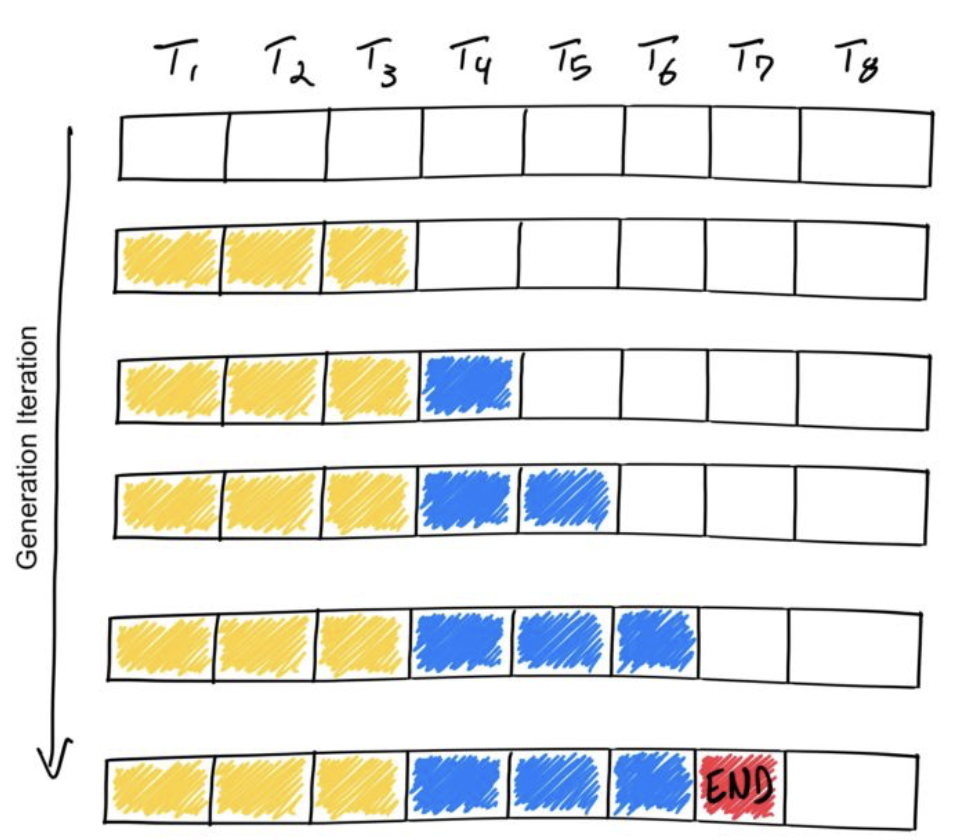 T1 T2 T3 T4 T5 T6 T7 T8
Generation Iteration
END